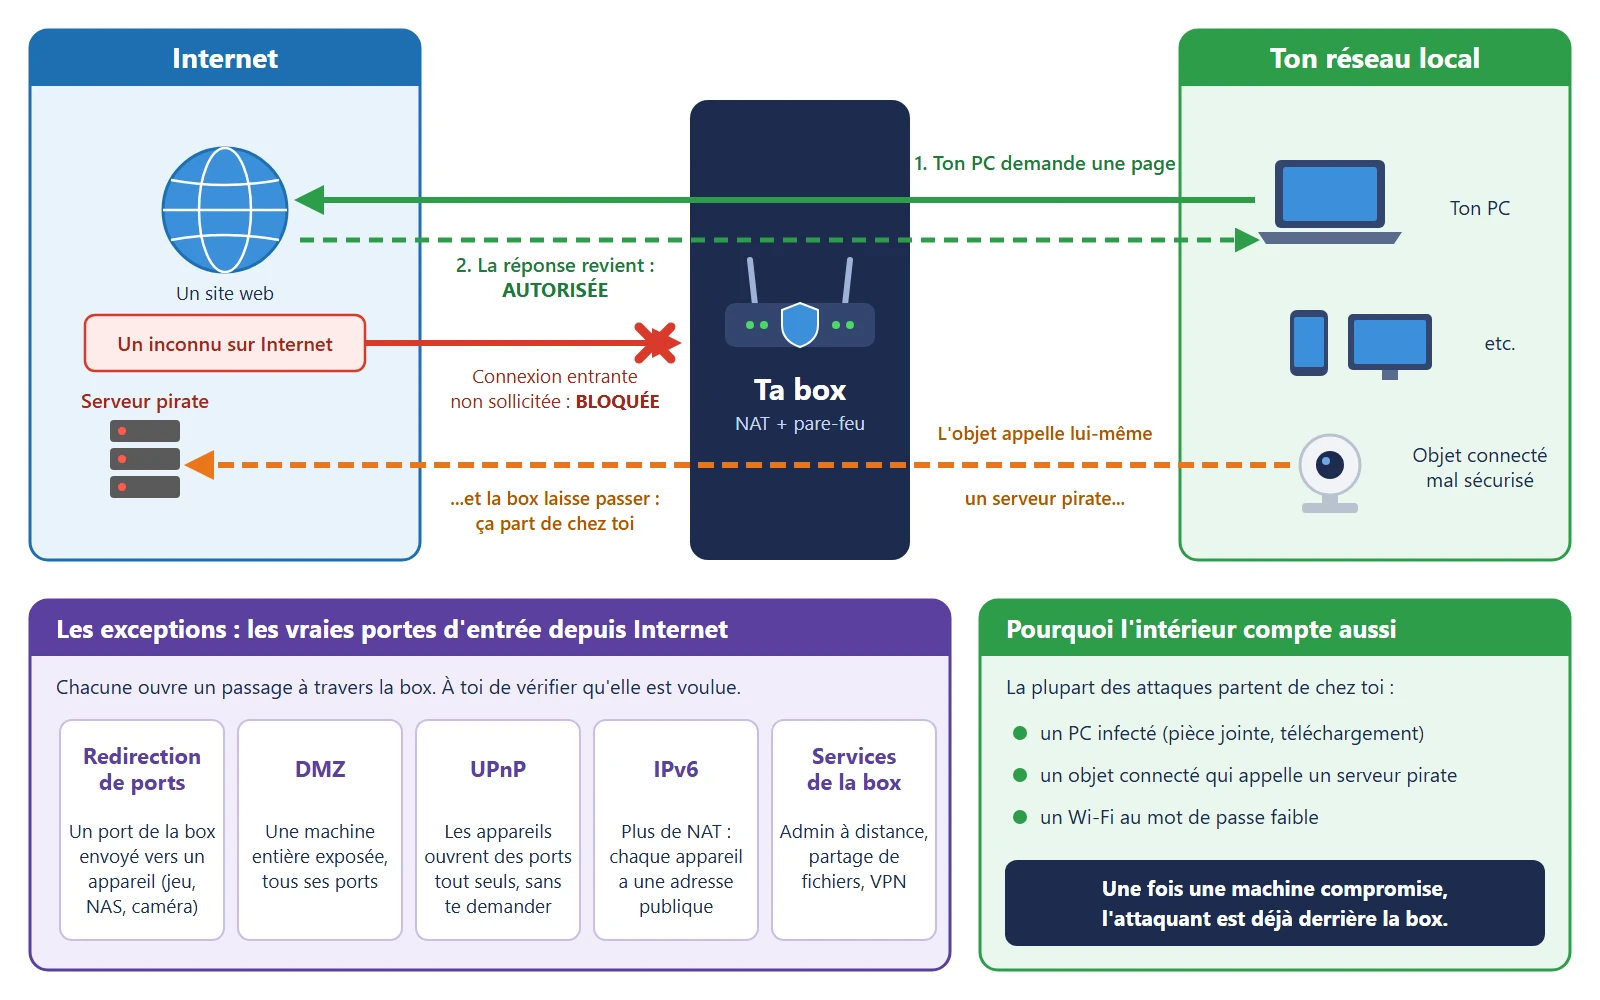 Internet
Ton réseau local
1. Ton PC demande une page
Ton PC
Un site web
2. La réponse revient :
AUTORISÉE
Un inconnu sur Internet
Connexion entrante
non sollicitée : BLOQUÉE
etc.
Ta box
NAT + pare-feu
Serveur pirate
L'objet appelle lui-même
un serveur pirate...
...et la box laisse passer :
ça part de chez toi
Objet connecté
mal sécurisé
Les exceptions : les vraies portes d'entrée depuis Internet
Chacune ouvre un passage à travers la box. À toi de vérifier qu'elle est voulue.
Redirection
de ports
Un port de la box
envoyé vers un
appareil (jeu,
NAS, caméra)
DMZ
Une machine
entière exposée,
tous ses ports
UPnP
Les appareils
ouvrent des ports
tout seuls, sans
te demander
IPv6
Plus de NAT :
chaque appareil
a une adresse
publique
Services
de la box
Admin à distance,
partage de
fichiers, VPN
Pourquoi l'intérieur compte aussi
La plupart des attaques partent de chez toi :
un PC infecté (pièce jointe, téléchargement)
un objet connecté qui appelle un serveur pirate
un Wi-Fi au mot de passe faible
Une fois une machine compromise,
l'attaquant est déjà derrière la box.